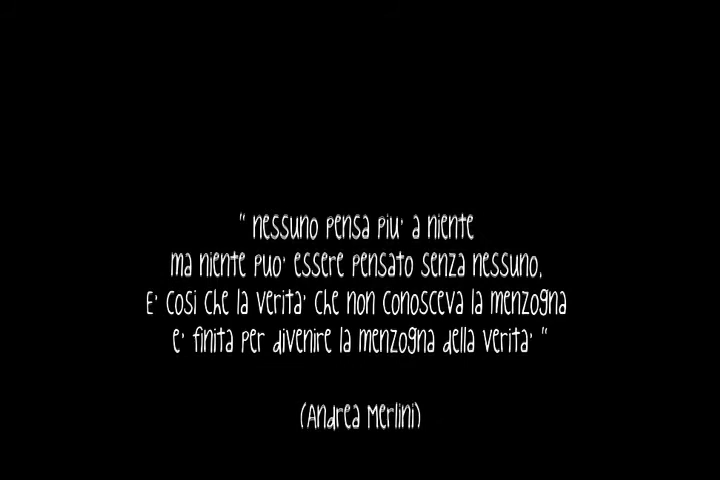 " nessuno pensa piu' a niente
ma niente puo' essere pensato senza nessuno.
E' cosi che la verita' che non conosceva la menzogna
e' finita per divenire la menzogna della verita' "
(Andrea Merlini)